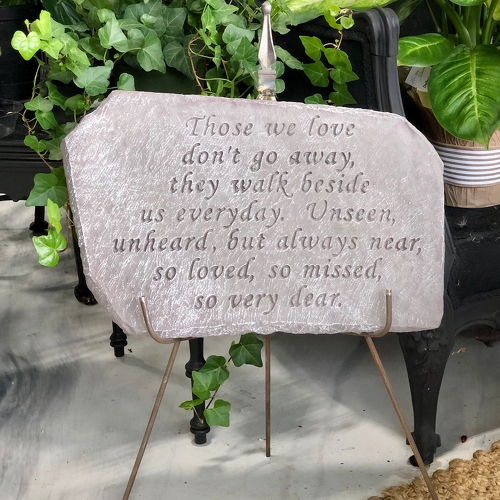 Those we love
don't go away,
they walk beside
us everyday. Unseen,
unheard, but always near,
so loved, so missed,
so very dear.